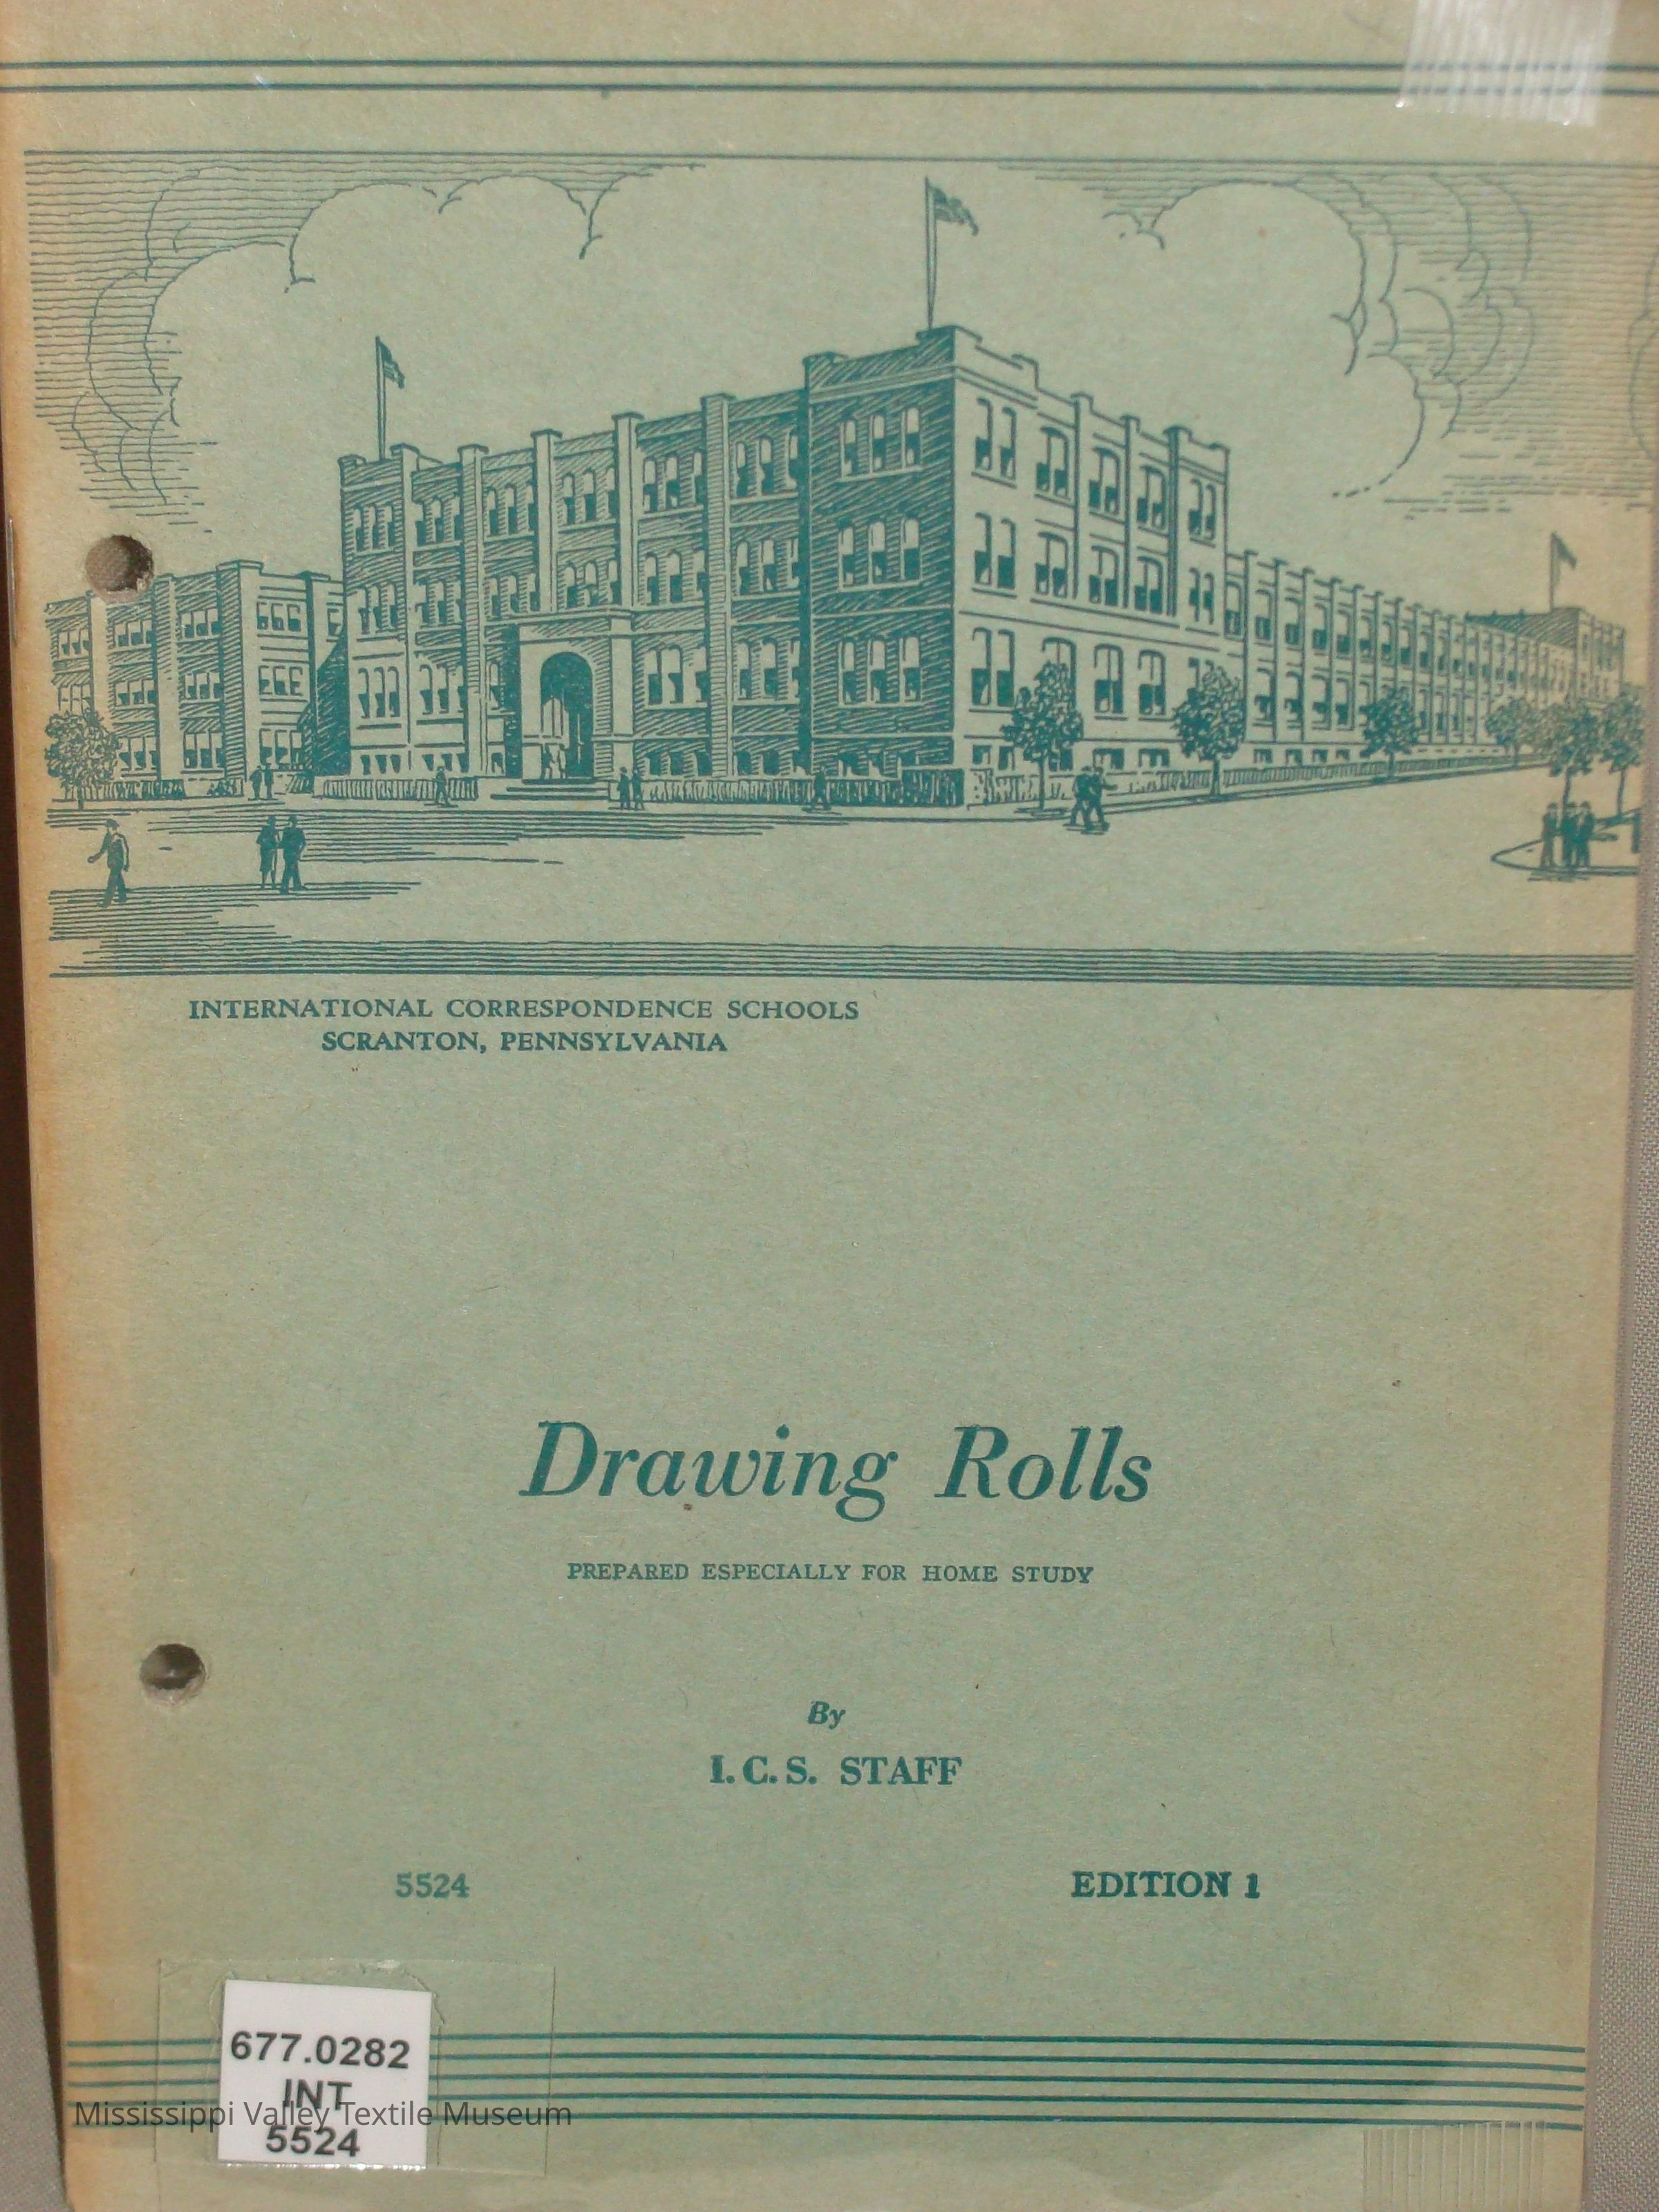 INTERNATIONAL CORRESPONDENCE SCHOOLS
SCRANTON, PENNSYLVANIA
Drawing Rolls
PREPARED ESPECIALLY FOR HOME STUDY
By
I.C.S. STAFF
5524
EDITION 1
677.0282
INT
5524
Mississippi Valley Textile Museum